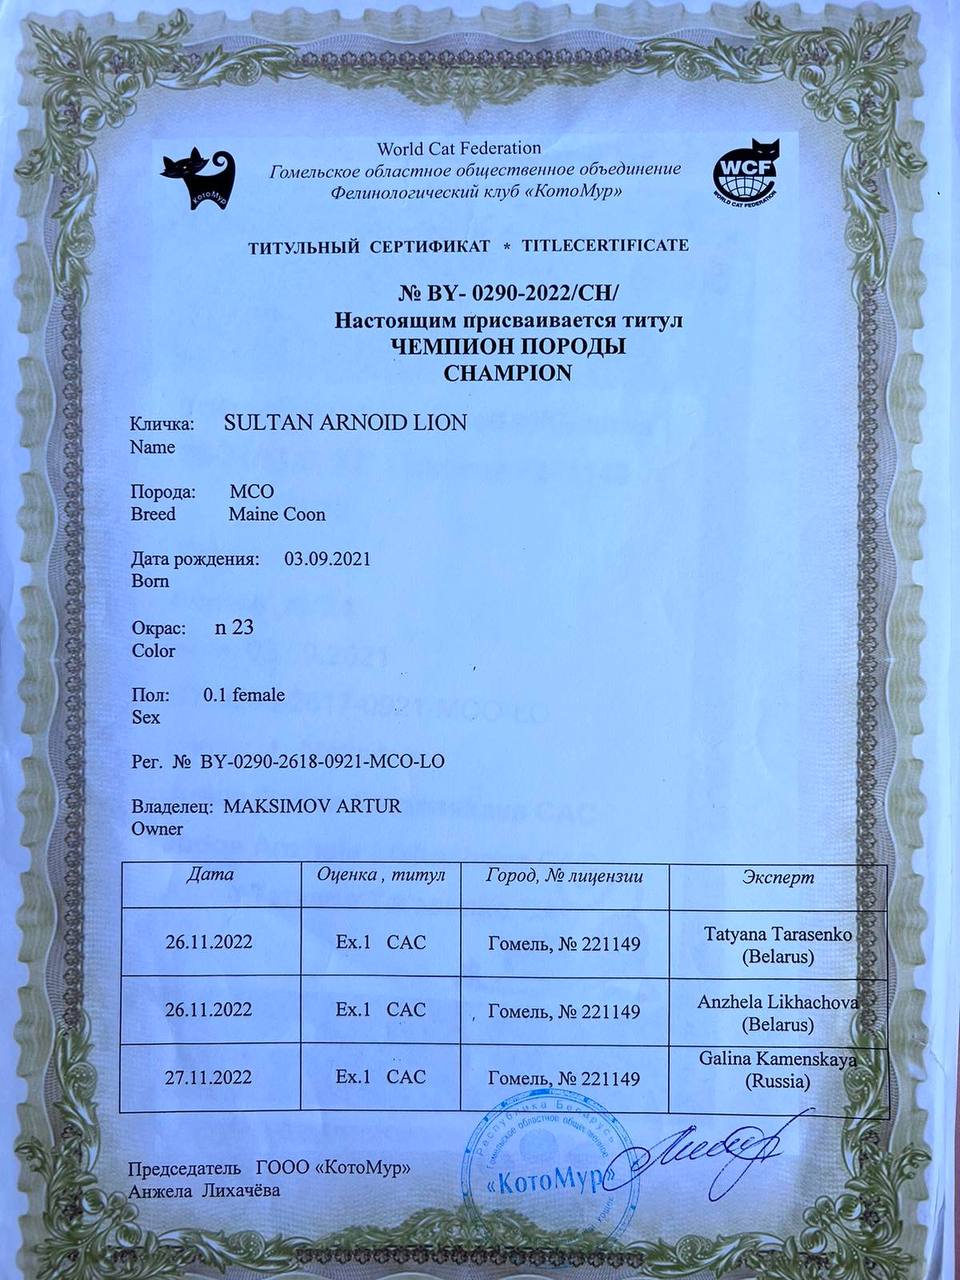 World Cat Federation
Гомельское областное общественное объединение
Фелинологический клуб «КотоМур»
КотоМур
WCF
WORLD CAT FEDERATION
ТИТУЛЬНЫЙ СЕРТИФИКАТ * TITLECERTIFICATE
№ BY- 0290-2022/CH/
Настоящим присваивается титул
ЧЕМПИОН ПОРОДЫ
CHAMPION
Кличка: SULTAN ARNOID LION
Name
Порода: MCO
Breed Maine Coon
Дата рождения: 03.09.2021
Born
Окрас: n 23
Color
Пол: 0.1 female
Sex
Рег. № BY-0290-2618-0921-MCO-LO
Владелец: MAKSIMOV ARTUR
Owner
Дата Оценка , титул Город, № лицензии Эксперт
26.11.2022 Ex.1 CAC Гомель, № 221149 Tatyana Tarasenko
(Belarus)
26.11.2022 Ex.1 CAC Гомель, № 221149 Anzhela Likhachova
(Belarus)
27.11.2022 Ex.1 CAC Гомель, № 221149 Galina Kamenskaya
(Russia)
Республика Беларусь
Гомельское областное общественное
«КотоМур»
Председатель ГООО «КотоМур»
Анжела Лихачёва